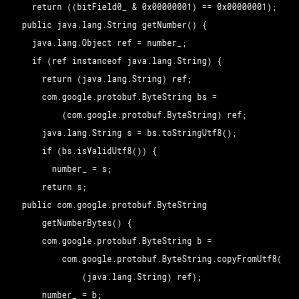 return ((bitField0_ & 0x00000001) == 0x00000001);
public java.lang.String getNumber() {
java.lang.Object ref = number_;
if (ref instanceof java.lang.String) {
return (java.lang.String) ref;
com.google.protobuf.ByteString bs =
(com.google.protobuf.ByteString) ref;
java.lang.String s = bs.toStringUtf8();
if (bs.isValidUtf8()) {
number_ = s;
return s;
public com.google.protobuf.ByteString
getNumberBytes() {
com.google.protobuf.ByteString b =
com.google.protobuf.ByteString.copyFromUtf8(
(java.lang.String) ref);
number_ = b;